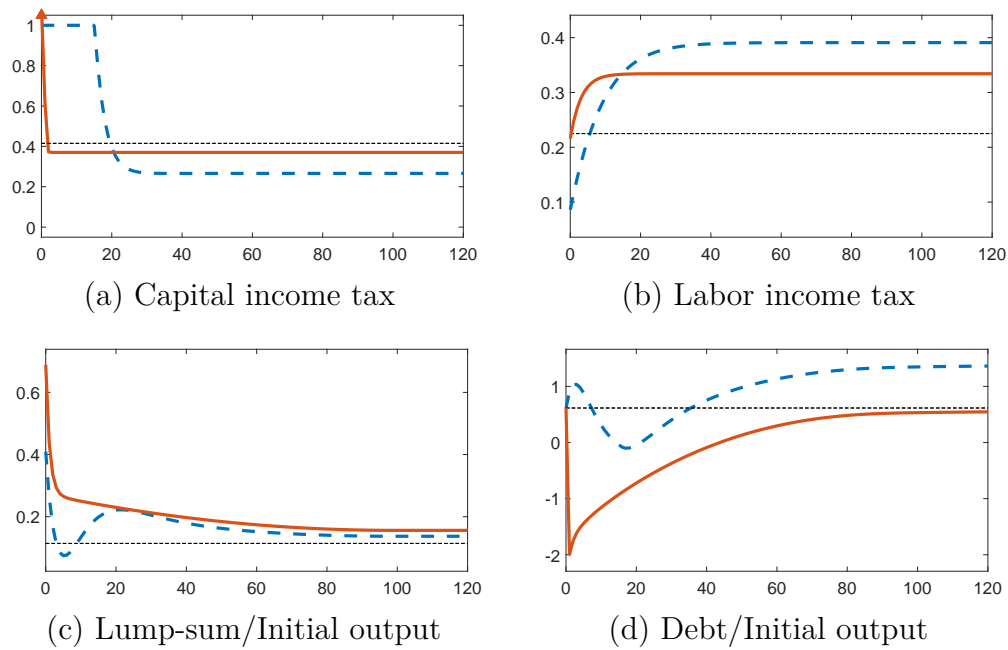 1
0.8
0.6
0.4
0.2
0
0 20 40 60 80 100 120
(a) Capital income tax
0.4
0.3
0.2
0.1
0 20 40 60 80 100 120
(b) Labor income tax
0.6
0.4
0.2
0 20 40 60 80 100 120
(c) Lump-sum/Initial output
1
0
-1
-2
0 20 40 60 80 100 120
(d) Debt/Initial output